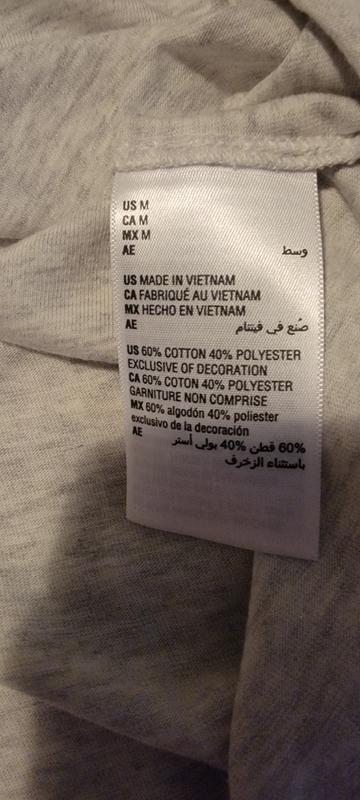 US M
CA M
MX M
AE وسط
US MADE IN VIETNAM
CA FABRIQUÉ AU VIETNAM
MX HECHO EN VIETNAM
AE صُنع في فيتنام
US 60% COTTON 40% POLYESTER
EXCLUSIVE OF DECORATION
CA 60% COTON 40% POLYESTER
GARNITURE NON COMPRISE
MX 60% algodón 40% poliester
exclusivo de la decoración
AE
60% قطن 40% بولي أستر
باستثناء الزخرف